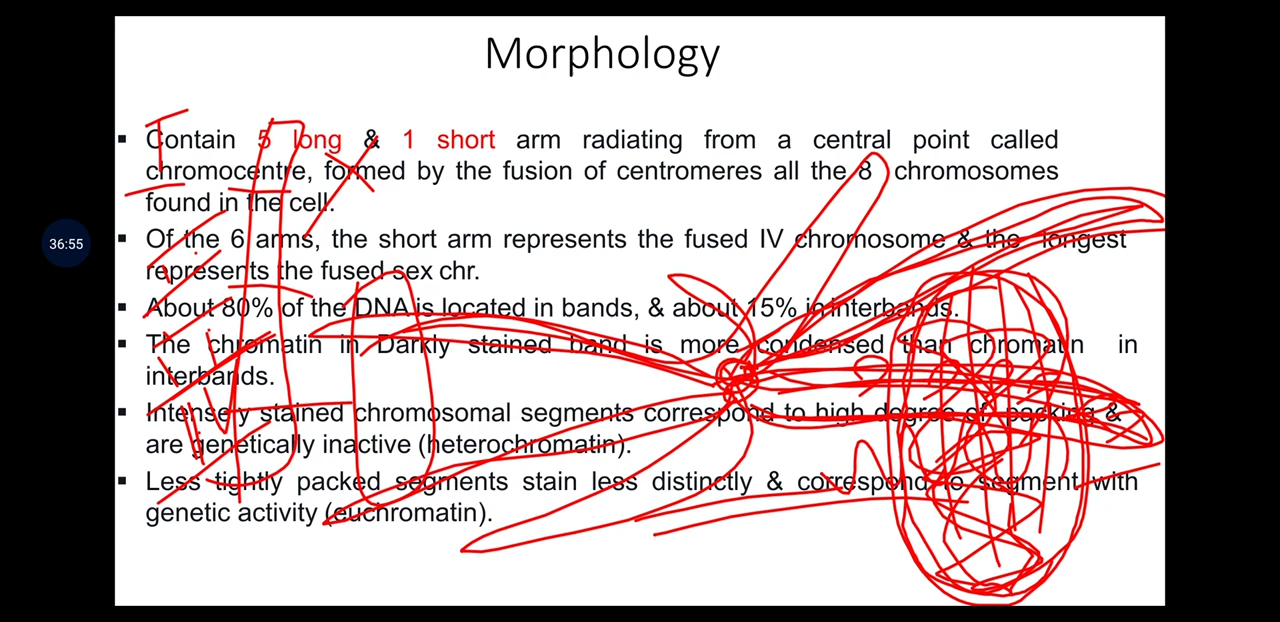 Morphology
Contain 5 long & 1 short arm radiating from a central point called
chromocentre, formed by the fusion of centromeres all the 8 chromosomes
found in the cell.
Of the 6 arms, the short arm represents the fused IV chromosome & the longest
represents the fused sex chr.
About 80% of the DNA is located in bands, & about 15% in interbands.
The chromatin in Darkly stained band is more condensed than chromatin in
interbands.
Intensely stained chromosomal segments correspond to high degree of packing &
are genetically inactive (heterochromatin).
Less tightly packed segments stain less distinctly & correspond to segment with
genetic activity (euchromatin).
36:55